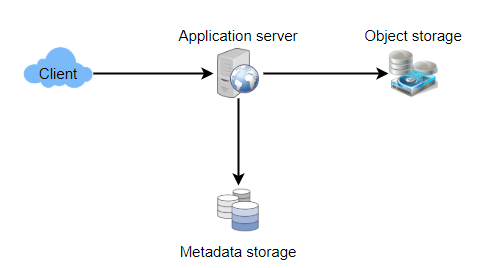 Application server
Object storage
Client
Metadata storage